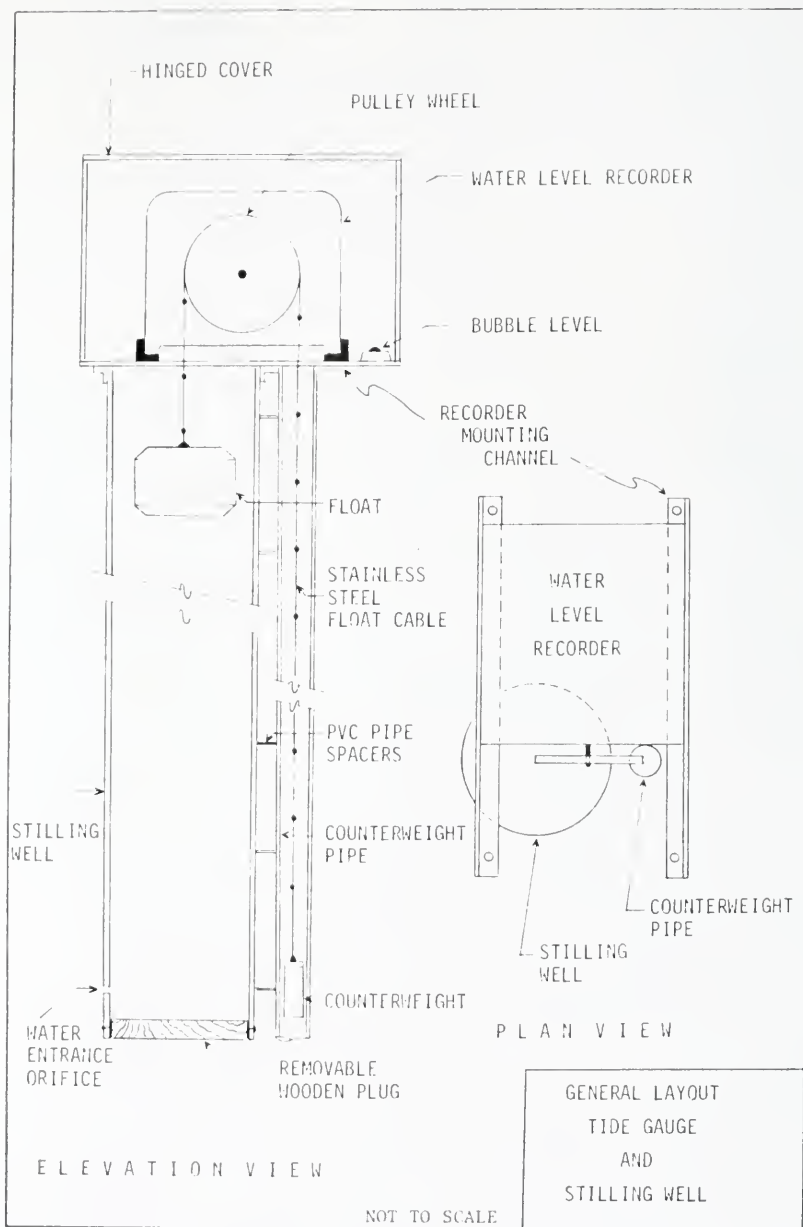 HINGED COVER
PULLEY WHEEL
WATER LEVEL RECORDER
BUBBLE LEVEL
RECORDER
MOUNTING
CHANNEL
FLOAT
STAINLESS
STEEL
FLOAT CABLE
WATER
LEVEL
RECORDER
PVC PIPE
SPACERS
STILLING
WELL
COUNTERWEIGHT
PIPE
COUNTERWEIGHT
PIPE
STILLING
WELL
COUNTERWEIGHT
PLAN VIEW
WATER
ENTRANCE
ORIFICE
REMOVABLE
WOODEN PLUG
ELEVATION VIEW
GENERAL LAYOUT
TIDE GAUGE
AND
STILLING WELL
NOT TO SCALE